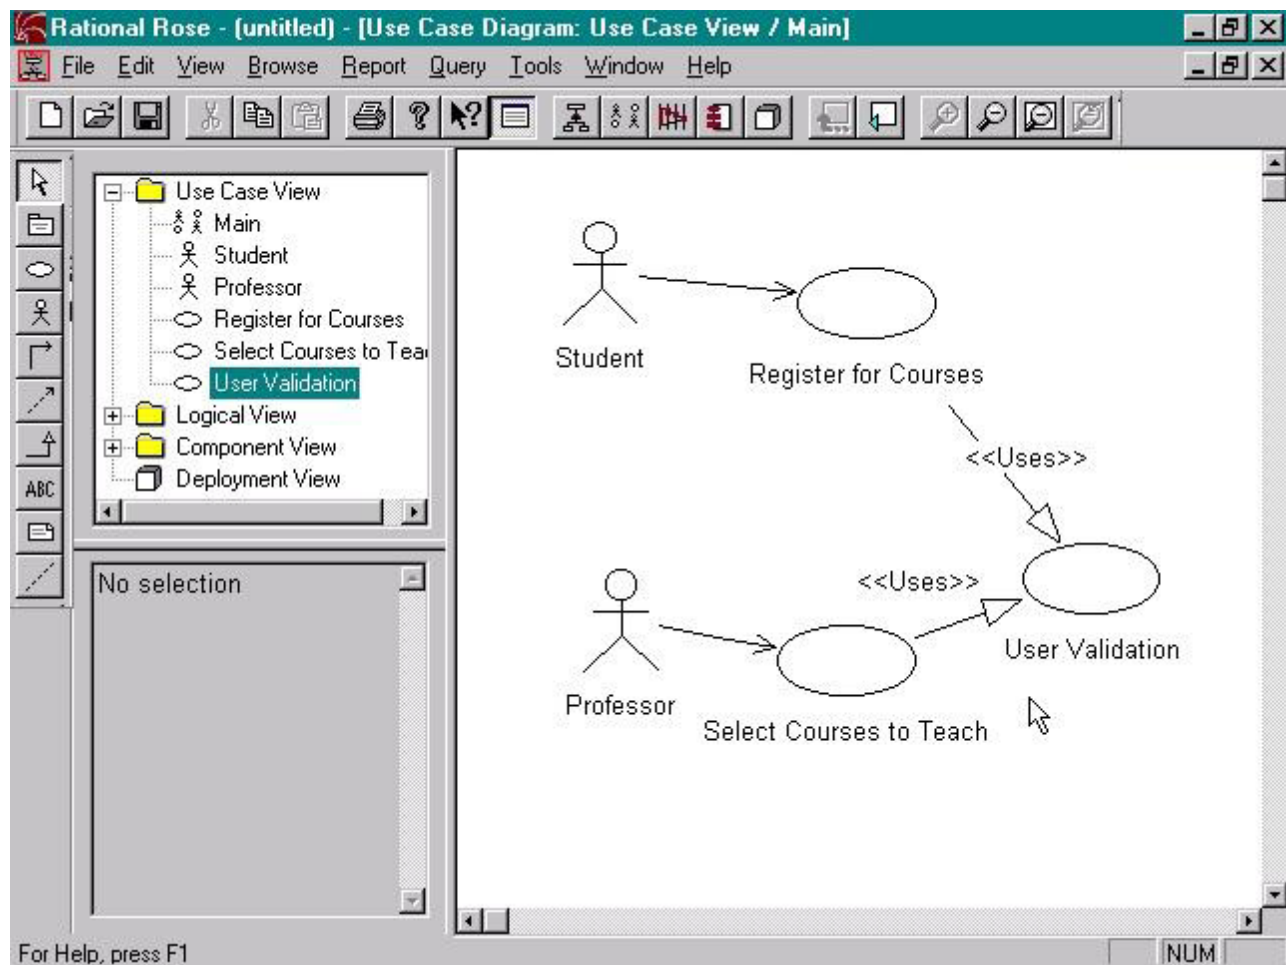 Rational Rose - (untitled) - [Use Case Diagram: Use Case View / Main]
File Edit View Browse Report Query Tools Window Help
Use Case View
Main
Student
Professor
Register for Courses
Select Courses to Tea
User Validation
Logical View
Component View
Deployment View
ABC
No selection
Student
Register for Courses
<<Uses>>
<<Uses>>
User Validation
Professor
Select Courses to Teach
For Help, press F1
NUM